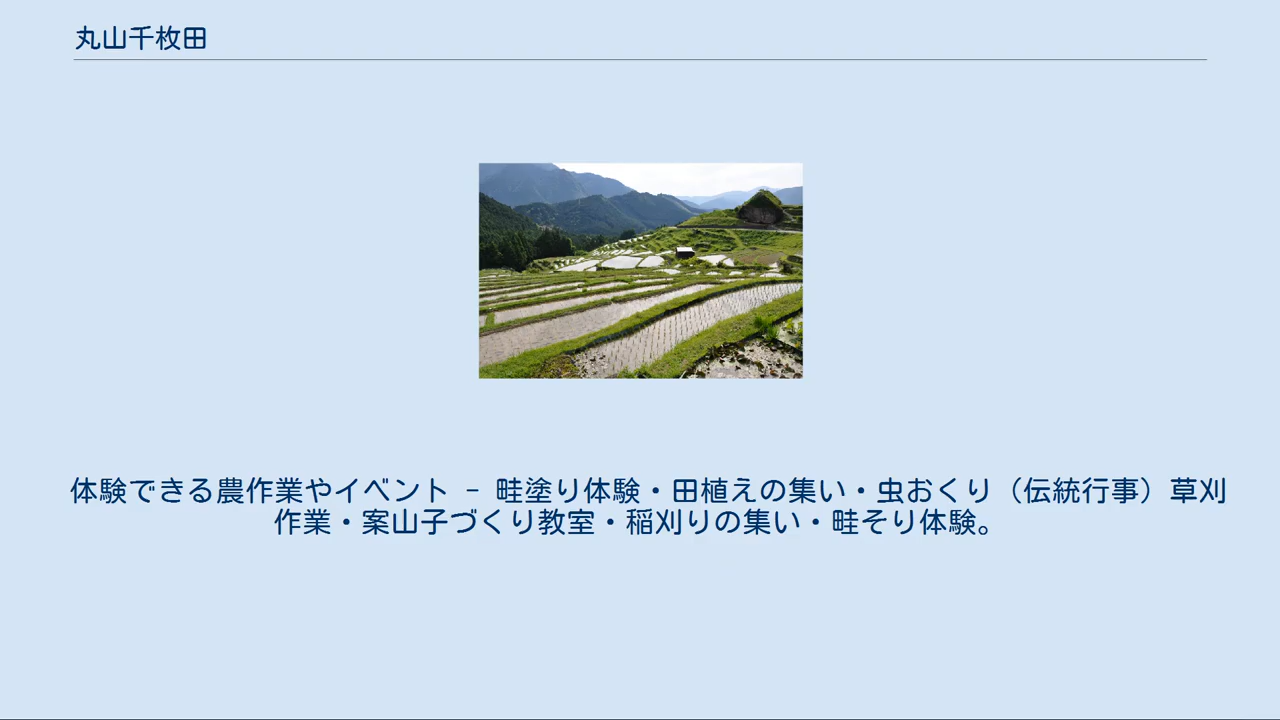 丸山千枚田
体験できる農作業やイベント － 畦塗り体験・田植えの集い・虫おくり（伝統行事）草刈
作業・案山子づくり教室・稲刈りの集い・畦そり体験。